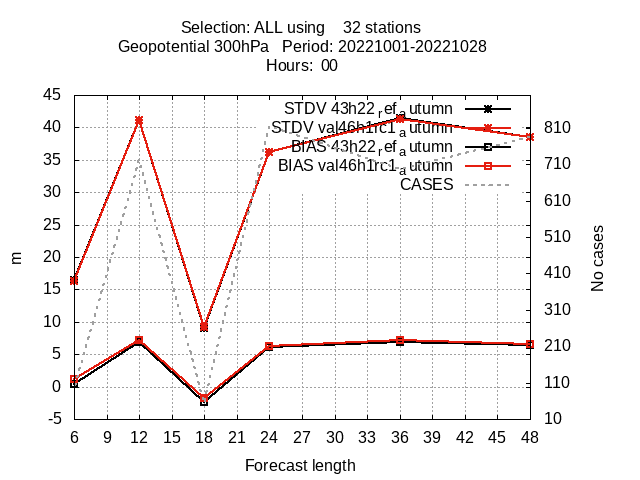 Selection: ALL using    32 stations
Geopotential 300hPa   Period: 20221001-20221028
Hours:  00
STDV 43h22_ref_autumn
STDV val46h1rc1_autumn
BIAS 43h22_ref_autumn
BIAS val46h1rc1_autumn
CASES
45
40
35
30
25
20
15
10
5
0
-5
m
810
710
610
510
410
310
210
110
10
No cases
6 9 12 15 18 21 24 27 30 33 36 39 42 45 48
Forecast length